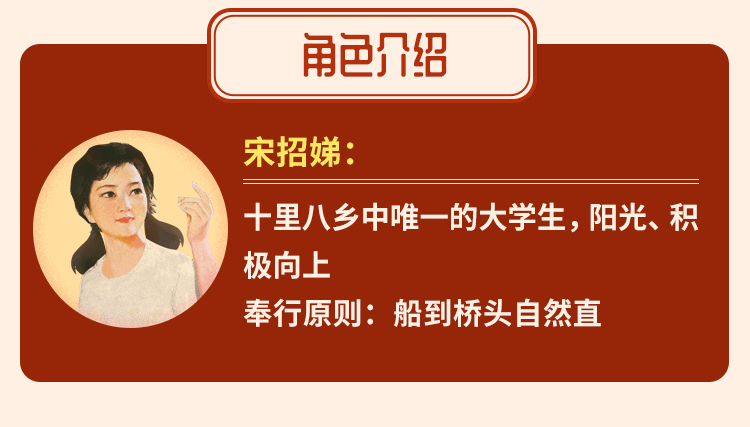 角色介绍
宋招娣：
十里八乡中唯一的大学生，阳光、积
极向上
奉行原则：船到桥头自然直